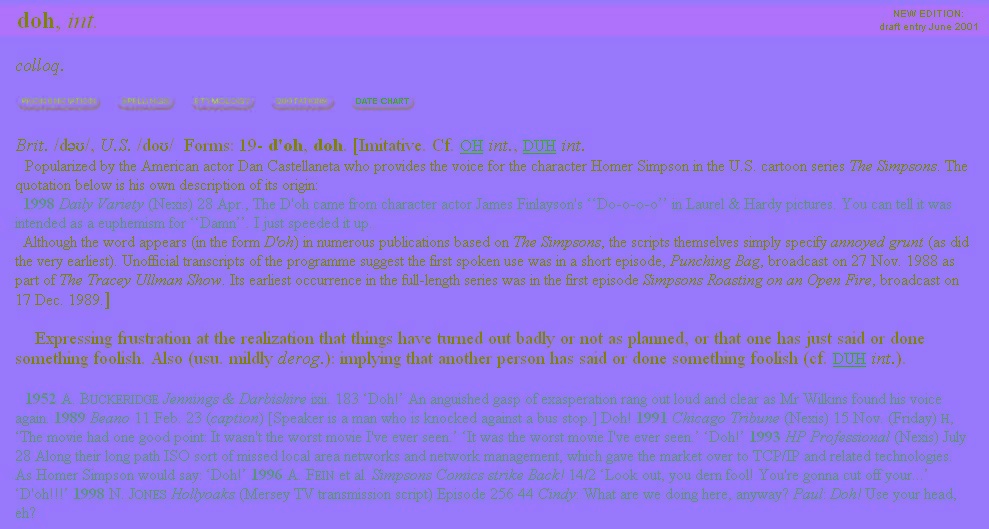 doh, int.
NEW EDITION:
draft entry June 2001
colloq.
PRONUNCIATION SPELLINGS ETYMOLOGY QUOTATIONS DATE CHART
Brit. /dəʊ/, U.S. /doʊ/ Forms: 19- d'oh, doh. [Imitative. Cf. OH int., DUH int.
Popularized by the American actor Dan Castellaneta who provides the voice for the character Homer Simpson in the U.S. cartoon series The Simpsons. The
quotation below is his own description of its origin:
1998 Daily Variety (Nexis) 28 Apr., The D'oh came from character actor James Finlayson's ‘‘Do-o-o-o’’ in Laurel & Hardy pictures. You can tell it was
intended as a euphemism for ‘‘Damn’’. I just speeded it up.
Although the word appears (in the form D'oh) in numerous publications based on The Simpsons, the scripts themselves simply specify annoyed grunt (as did
the very earliest). Unofficial transcripts of the programme suggest the first spoken use was in a short episode, Punching Bag, broadcast on 27 Nov. 1988 as
part of The Tracey Ullman Show. Its earliest occurrence in the full-length series was in the first episode Simpsons Roasting on an Open Fire, broadcast on
17 Dec. 1989.]
Expressing frustration at the realization that things have turned out badly or not as planned, or that one has just said or done
something foolish. Also (usu. mildly derog.): implying that another person has said or done something foolish (cf. DUH int.).
1952 A. BUCKERIDGE Jennings & Darbishire 183 ‘Doh!’ An anguished gasp of exasperation rang out loud and clear as Mr Wilkins found his voice
again. 1989 Beano 11 Feb. 23 (caption) [Speaker is a man who is knocked against a bus stop.] Doh! 1991 Chicago Tribune (Nexis) 15 Nov. (Friday)
‘The movie had one good point: It wasn't the worst movie I've ever seen.’ ‘It was the worst movie I've ever seen.’ ‘Doh!’ 1993 HP Professional (Nexis) July
28 Along their long path ISO sort of missed local area networks and network management, which gave the market over to TCP/IP and related technologies.
As Homer Simpson would say: ‘Doh!’ 1996 A. FEIN et al. Simpsons Comics strike Back! 14/2 ‘Look out, you dern fool! You're gonna cut off your...’
‘D'oh!!!’ 1998 N. JONES Hollyoaks (Mersey TV transmission script) Episode 256 44 Cindy: What are we doing here, anyway? Paul: Doh! Use your head,
eh?